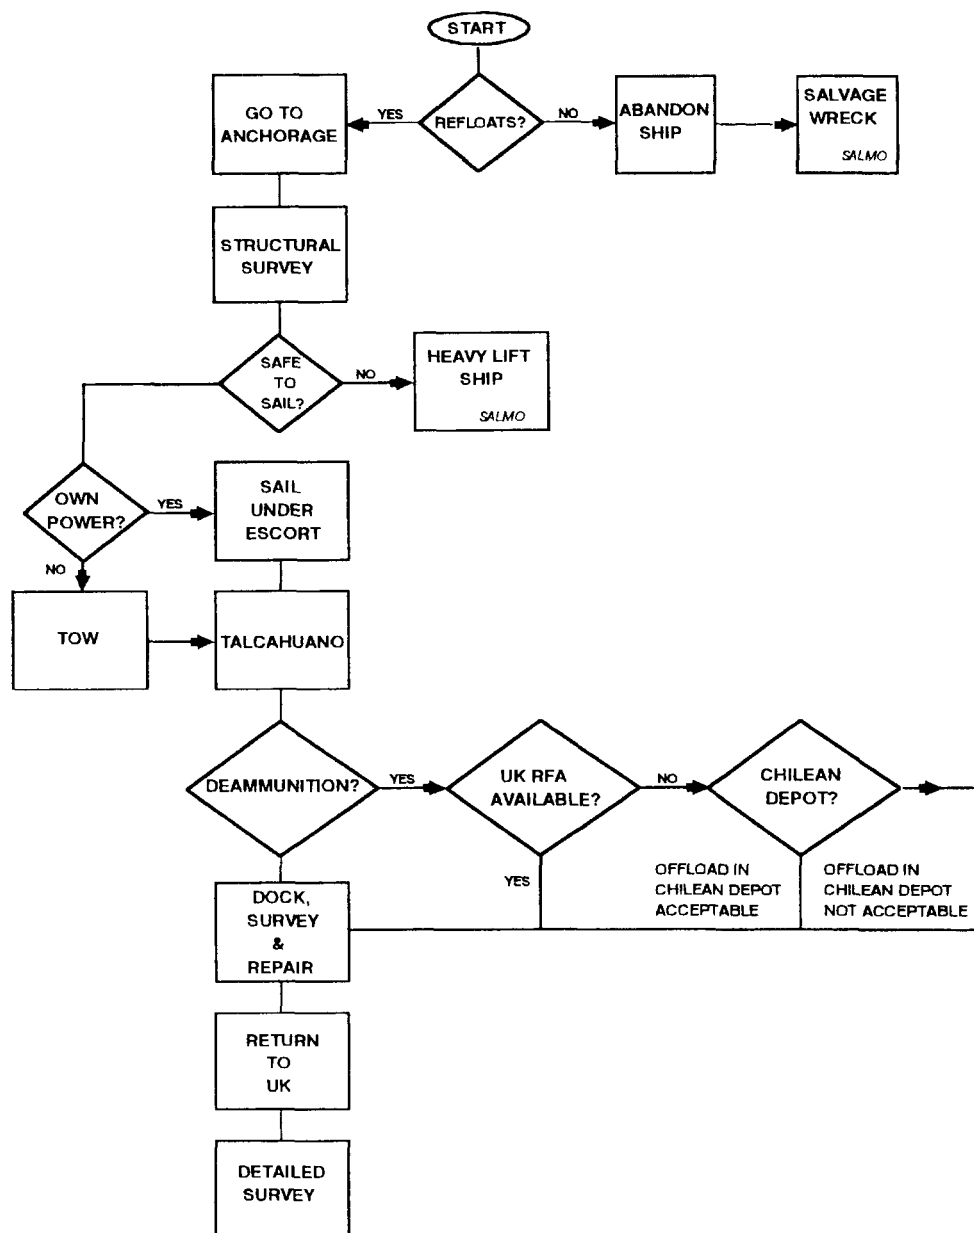 START
GO TO
ANCHORAGE
YES
REFLOATS?
NO
ABANDON
SHIP
SALVAGE
WRECK
SALMO
STRUCTURAL
SURVEY
SAFE
TO
SAIL?
NO
HEAVY LIFT
SHIP
SALMO
OWN
POWER?
YES
SAIL
UNDER
ESCORT
NO
TOW
TALCAHUANO
DEAMMUNITION?
YES
UK RFA
AVAILABLE?
NO
CHILEAN
DEPOT?
YES
OFFLOAD IN
CHILEAN DEPOT
ACCEPTABLE
OFFLOAD IN
CHILEAN DEPOT
NOT ACCEPTABLE
DOCK,
SURVEY
&
REPAIR
RETURN
TO
UK
DETAILED
SURVEY